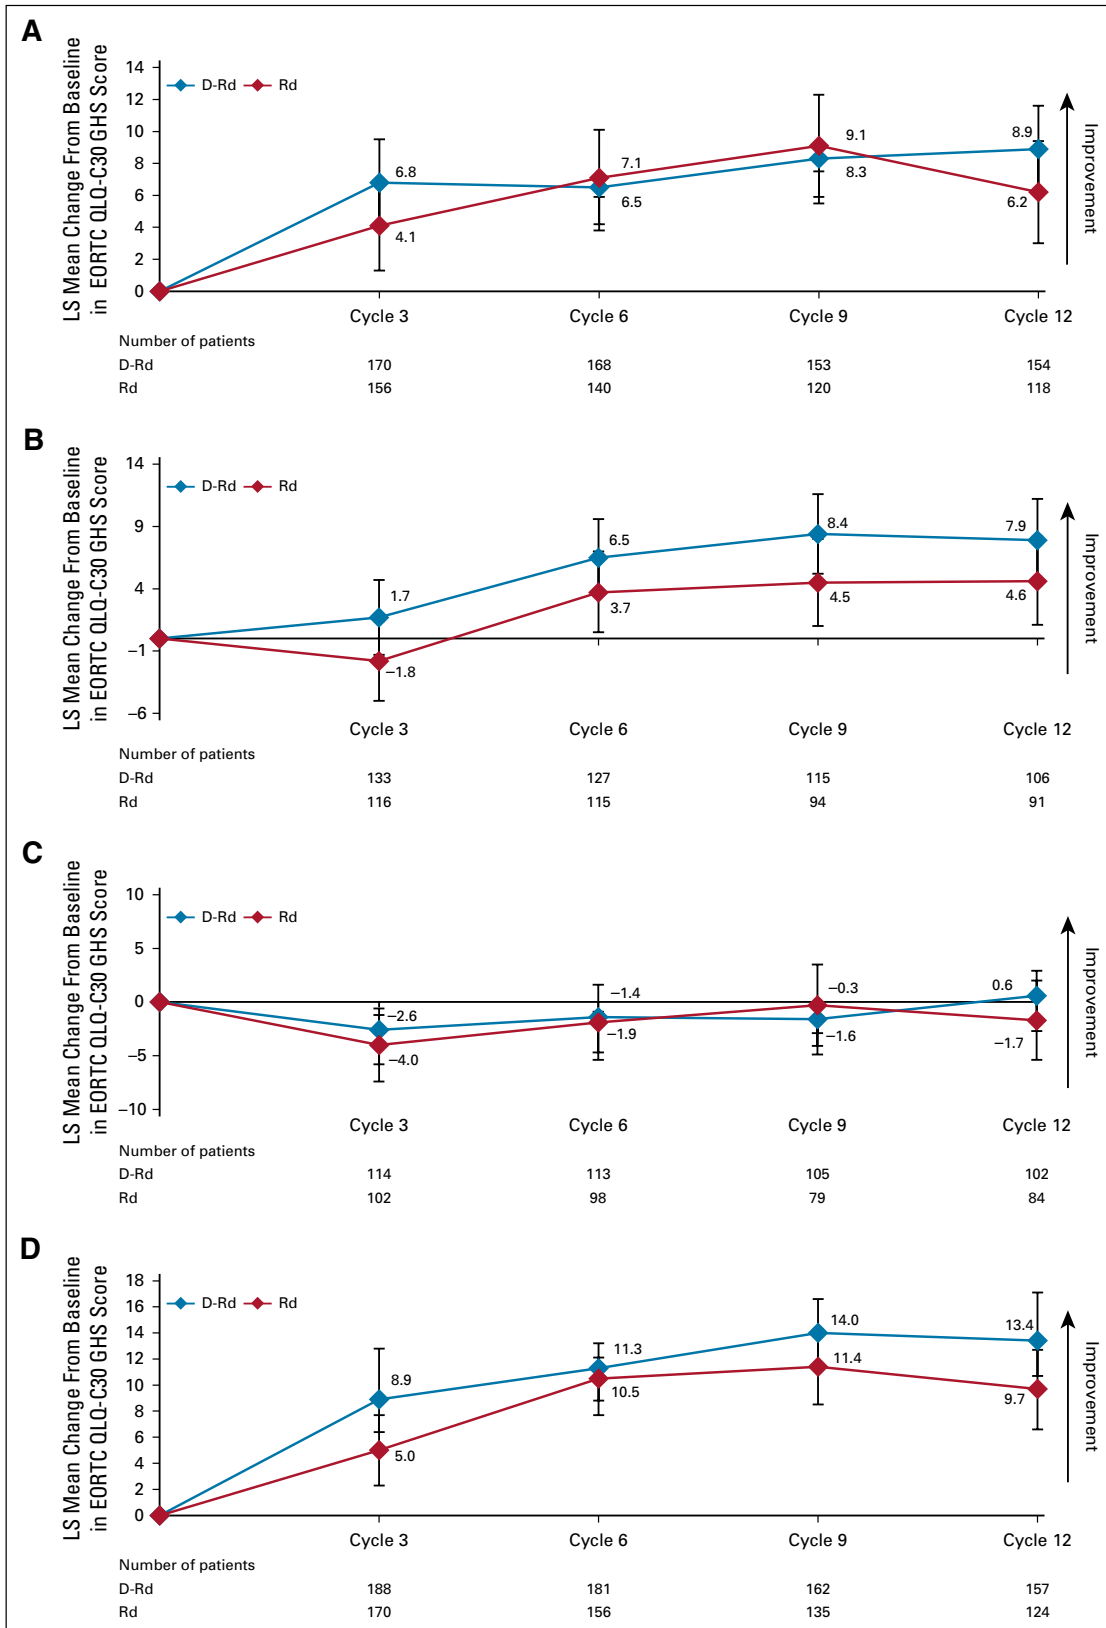 A
LS Mean Change From Baseline
in EORTC QLQ-C30 GHS Score
14
12
10
8
6
4
2
0
D-Rd Rd
6.8
4.1
7.1
6.5
9.1
8.3
8.9
6.2
Improvement
Cycle 3 Cycle 6 Cycle 9 Cycle 12
Number of patients
D-Rd 170 168 153 154
Rd 156 140 120 118
B
LS Mean Change From Baseline
in EORTC QLQ-C30 GHS Score
14
9
4
−1
−6
D-Rd Rd
1.7
−1.8
6.5
3.7
8.4
4.5
7.9
4.6
Improvement
Cycle 3 Cycle 6 Cycle 9 Cycle 12
Number of patients
D-Rd 133 127 115 106
Rd 116 115 94 91
C
LS Mean Change From Baseline
in EORTC QLQ-C30 GHS Score
10
5
0
−5
−10
D-Rd Rd
−2.6
−4.0
−1.4
−1.9
−0.3
−1.6
0.6
−1.7
Improvement
Cycle 3 Cycle 6 Cycle 9 Cycle 12
Number of patients
D-Rd 114 113 105 102
Rd 102 98 79 84
D
LS Mean Change From Baseline
in EORTC QLQ-C30 GHS Score
18
16
14
12
10
8
6
4
2
0
D-Rd Rd
8.9
5.0
11.3
10.5
14.0
11.4
13.4
9.7
Improvement
Cycle 3 Cycle 6 Cycle 9 Cycle 12
Number of patients
D-Rd 188 181 162 157
Rd 170 156 135 124